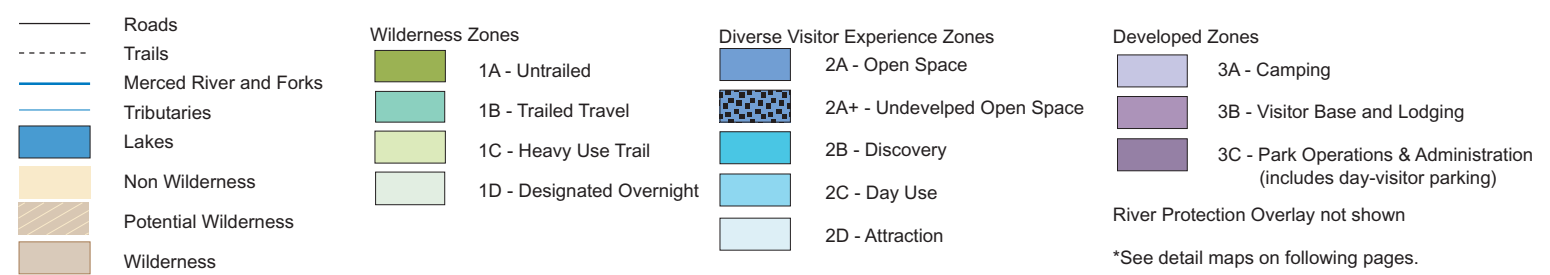 Roads
Trails
Merced River and Forks
Tributaries
Lakes
Non Wilderness
Potential Wilderness
Wilderness
Wilderness Zones
1A - Untrailed
1B - Trailed Travel
1C - Heavy Use Trail
1D - Designated Overnight
Diverse Visitor Experience Zones
2A - Open Space
2A+ - Undevelped Open Space
2B - Discovery
2C - Day Use
2D - Attraction
Developed Zones
3A - Camping
3B - Visitor Base and Lodging
3C - Park Operations & Administration
(includes day-visitor parking)
River Protection Overlay not shown
*See detail maps on following pages.